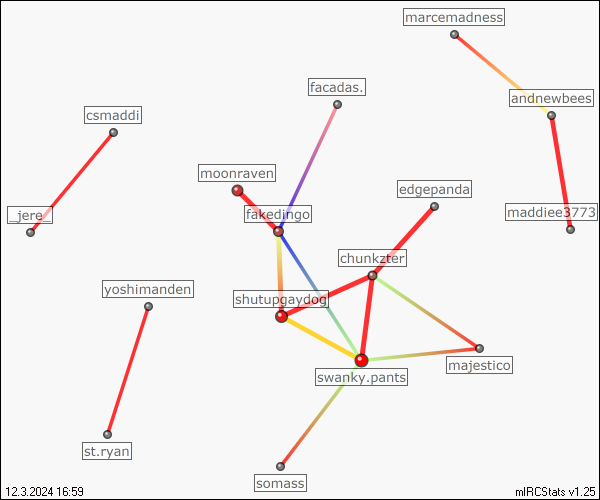 marcemadness
facadas.
andnewbees
csmaddi
moonraven
edgepanda
_jere_
fakedingo
maddiee3773
chunkzter
yoshimanden
shutupgaydog
majestico
swanky.pants
st.ryan
somass
12.3.2024 16:59
mIRCStats v1.25